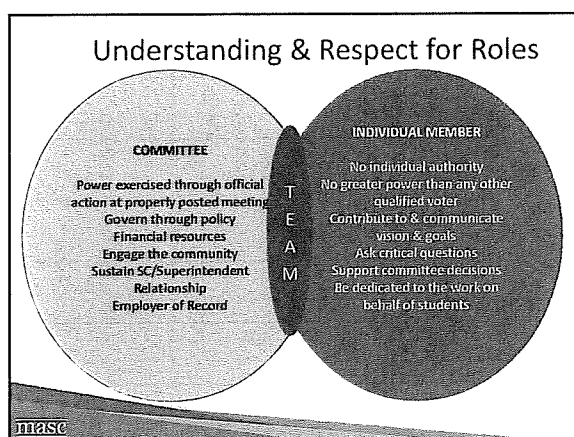 Understanding & Respect for Roles
COMMITTEE
Power exercised through official
action at properly posted meeting
Govern through policy
Financial resources
Engage the community
Sustain SC/Superintendent
Relationship
Employer of Record
T
E
A
M
INDIVIDUAL MEMBER
No individual authority
No greater power than any other
qualified voter
Contribute to & communicate
vision & goals
Ask critical questions
Support committee decisions
Be dedicated to the work on
behalf of students
masc